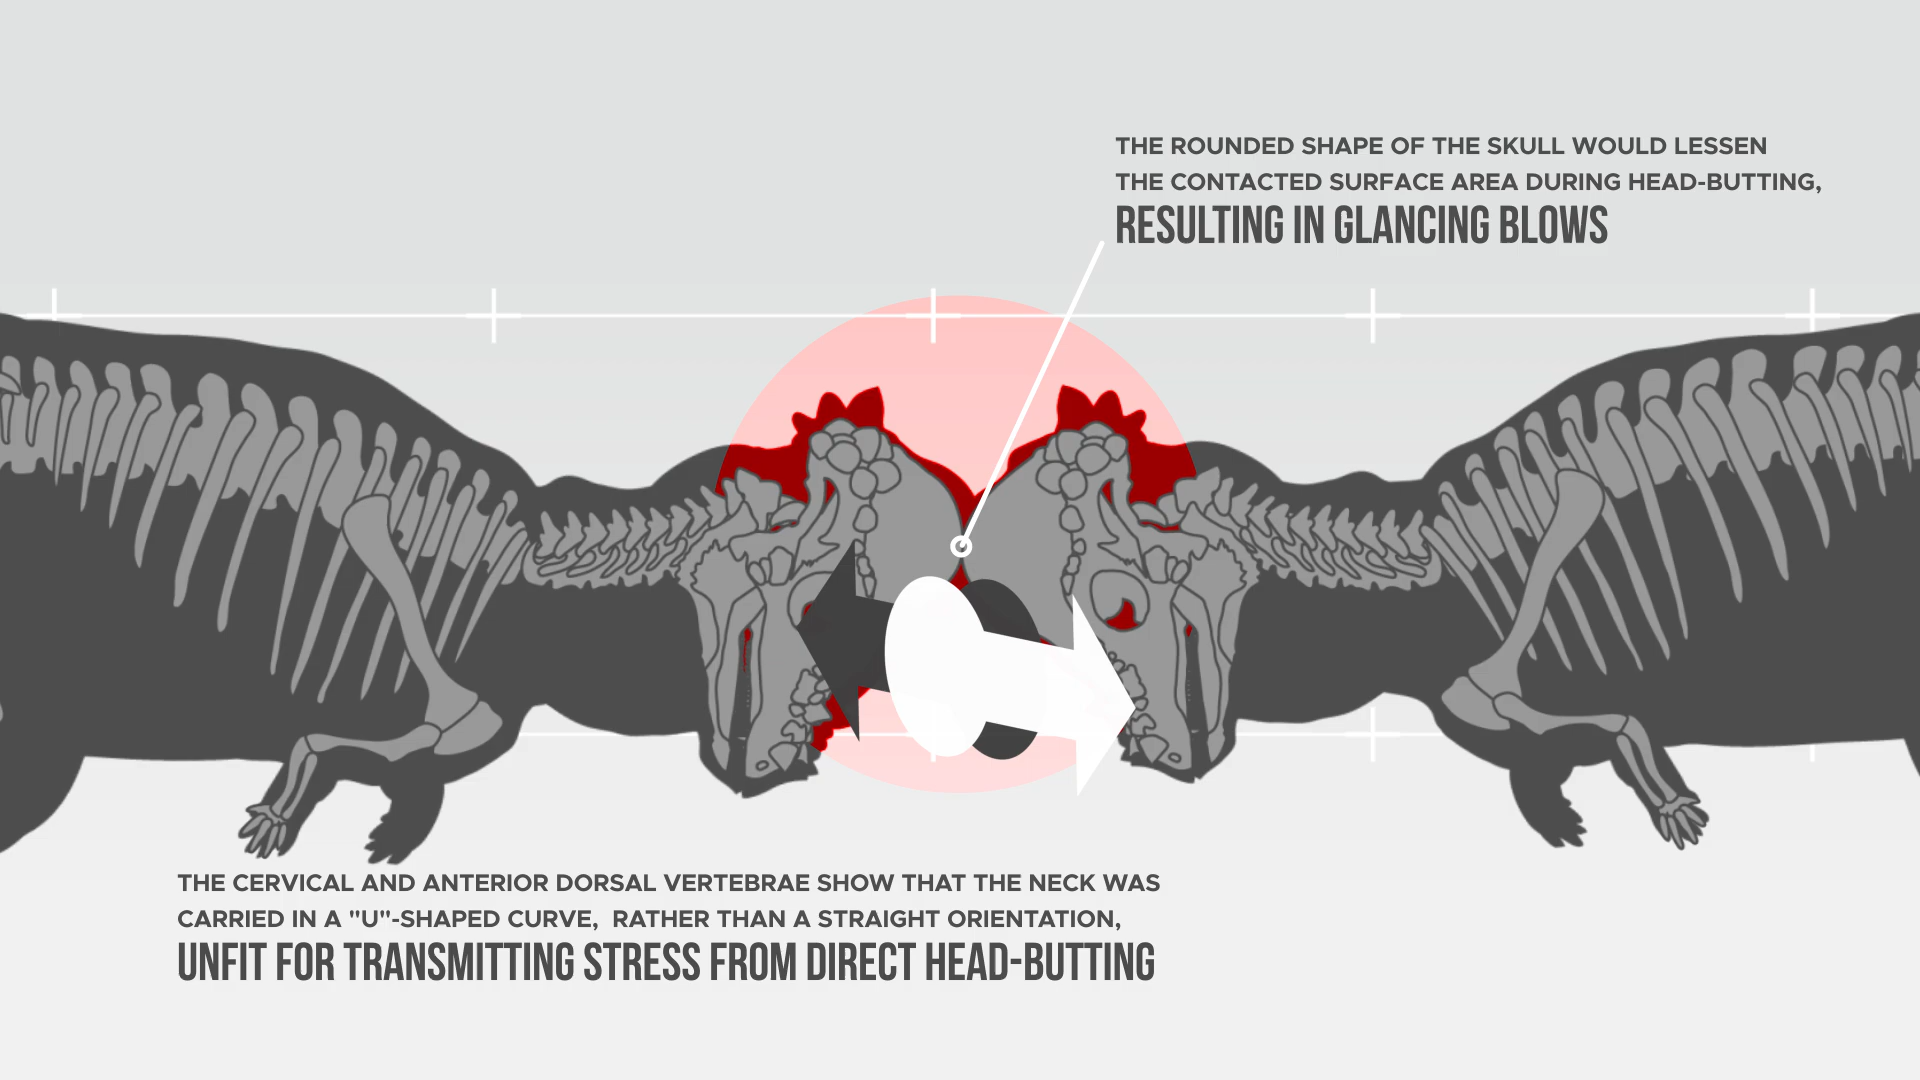 THE ROUNDED SHAPE OF THE SKULL WOULD LESSEN
THE CONTACTED SURFACE AREA DURING HEAD-BUTTING,
RESULTING IN GLANCING BLOWS
THE CERVICAL AND ANTERIOR DORSAL VERTEBRAE SHOW THAT THE NECK WAS
CARRIED IN A "U"-SHAPED CURVE,  RATHER THAN A STRAIGHT ORIENTATION,
UNFIT FOR TRANSMITTING STRESS FROM DIRECT HEAD-BUTTING